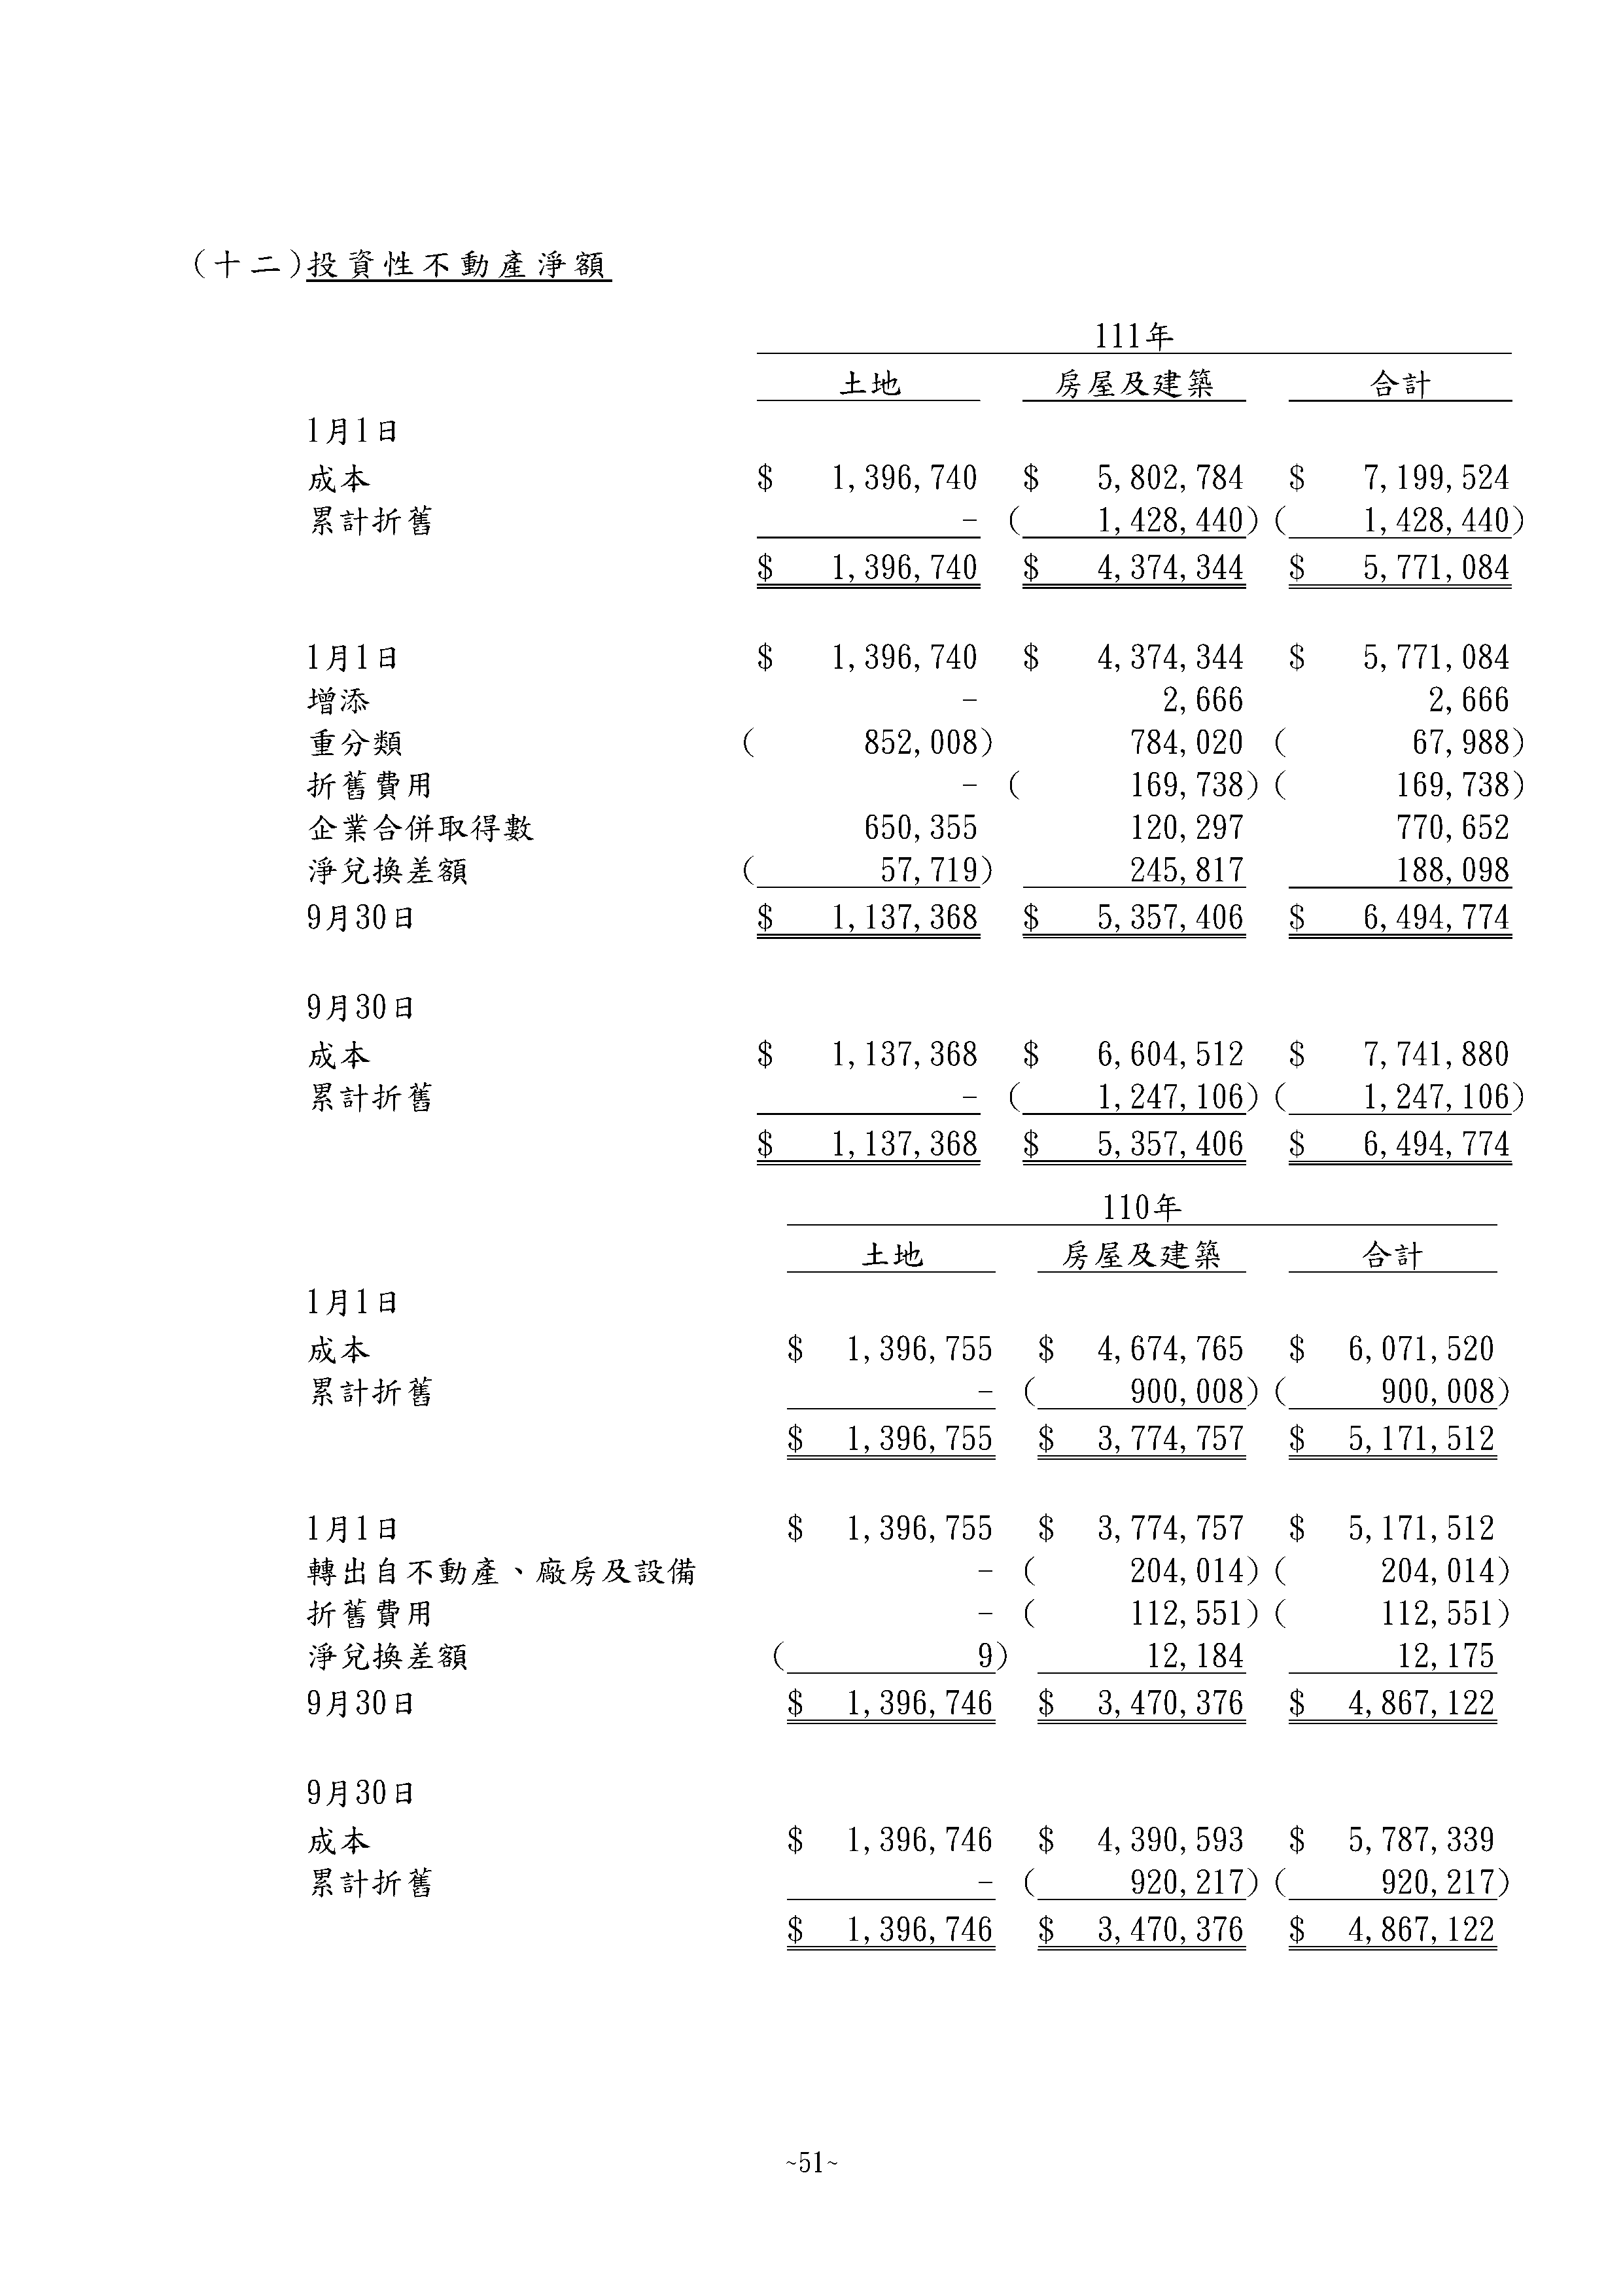 (十二)投資性不動產淨額
111年
土地 房屋及建築 合計
1月1日
成本 $ 1,396,740 $ 5,802,784 $ 7,199,524
累計折舊 - ( 1,428,440) ( 1,428,440)
$ 1,396,740 $ 4,374,344 $ 5,771,084
1月1日 $ 1,396,740 $ 4,374,344 $ 5,771,084
增添 - 2,666 2,666
重分類 ( 852,008) 784,020 ( 67,988)
折舊費用 - ( 169,738) ( 169,738)
企業合併取得數 650,355 120,297 770,652
淨兌換差額 ( 57,719) 245,817 188,098
9月30日 $ 1,137,368 $ 5,357,406 $ 6,494,774
9月30日
成本 $ 1,137,368 $ 6,604,512 $ 7,741,880
累計折舊 - ( 1,247,106) ( 1,247,106)
$ 1,137,368 $ 5,357,406 $ 6,494,774
110年
土地 房屋及建築 合計
1月1日
成本 $ 1,396,755 $ 4,674,765 $ 6,071,520
累計折舊 - ( 900,008) ( 900,008)
$ 1,396,755 $ 3,774,757 $ 5,171,512
1月1日 $ 1,396,755 $ 3,774,757 $ 5,171,512
轉出自不動產、廠房及設備 - ( 204,014) ( 204,014)
折舊費用 - ( 112,551) ( 112,551)
淨兌換差額 ( 9) 12,184 12,175
9月30日 $ 1,396,746 $ 3,470,376 $ 4,867,122
9月30日
成本 $ 1,396,746 $ 4,390,593 $ 5,787,339
累計折舊 - ( 920,217) ( 920,217)
$ 1,396,746 $ 3,470,376 $ 4,867,122
~51~